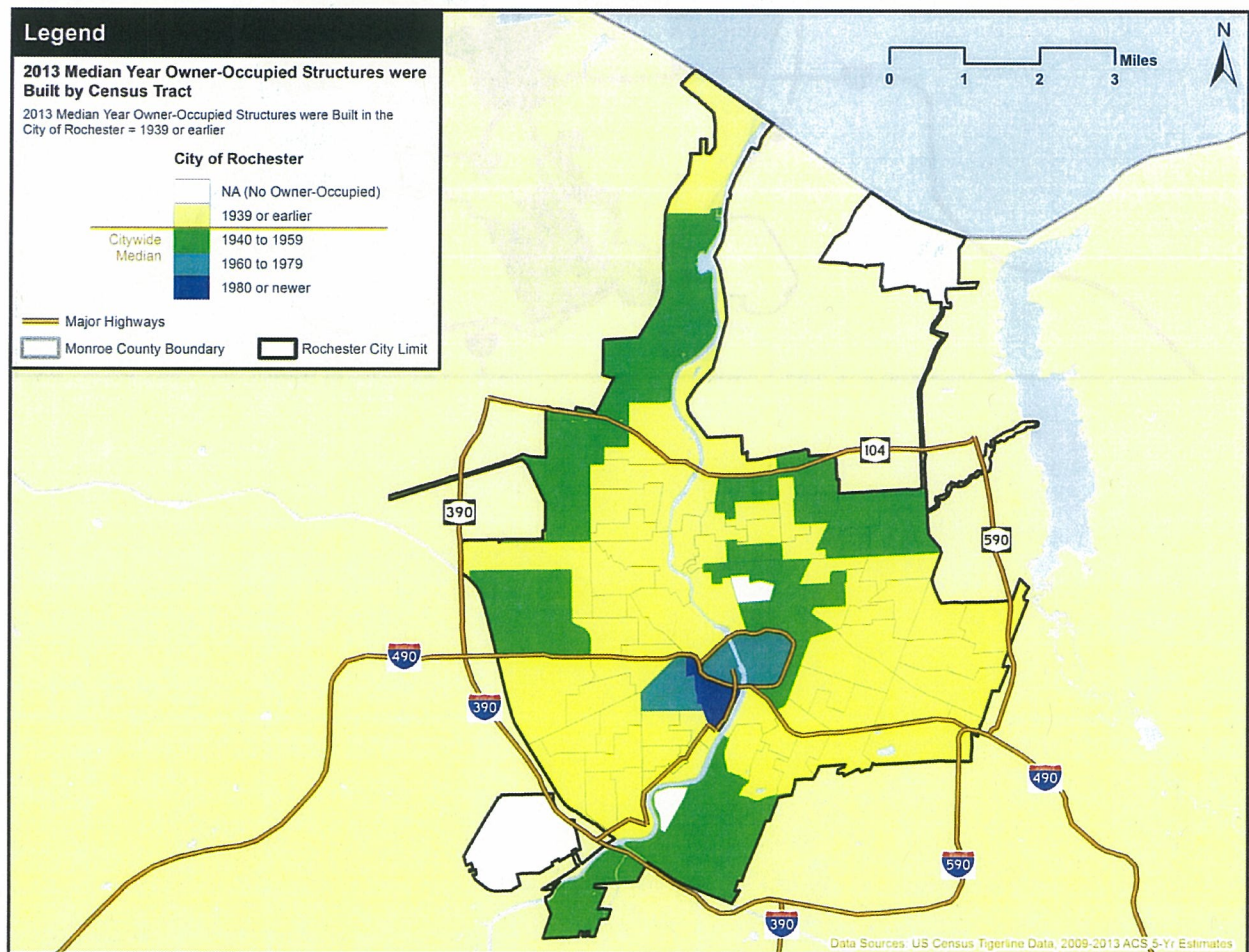 Legend
2013 Median Year Owner-Occupied Structures were
Built by Census Tract
2013 Median Year Owner-Occupied Structures were Built in the
City of Rochester = 1939 or earlier
City of Rochester
NA (No Owner-Occupied)
1939 or earlier
Citywide
Median
1940 to 1959
1960 to 1979
1980 or newer
Major Highways
Monroe County Boundary
Rochester City Limit
N
Miles
0 1 2 3
104
390
590
490
390
490
590
390
Data Sources: US Census Tigerline Data, 2009-2013 ACS 5-Yr Estimates